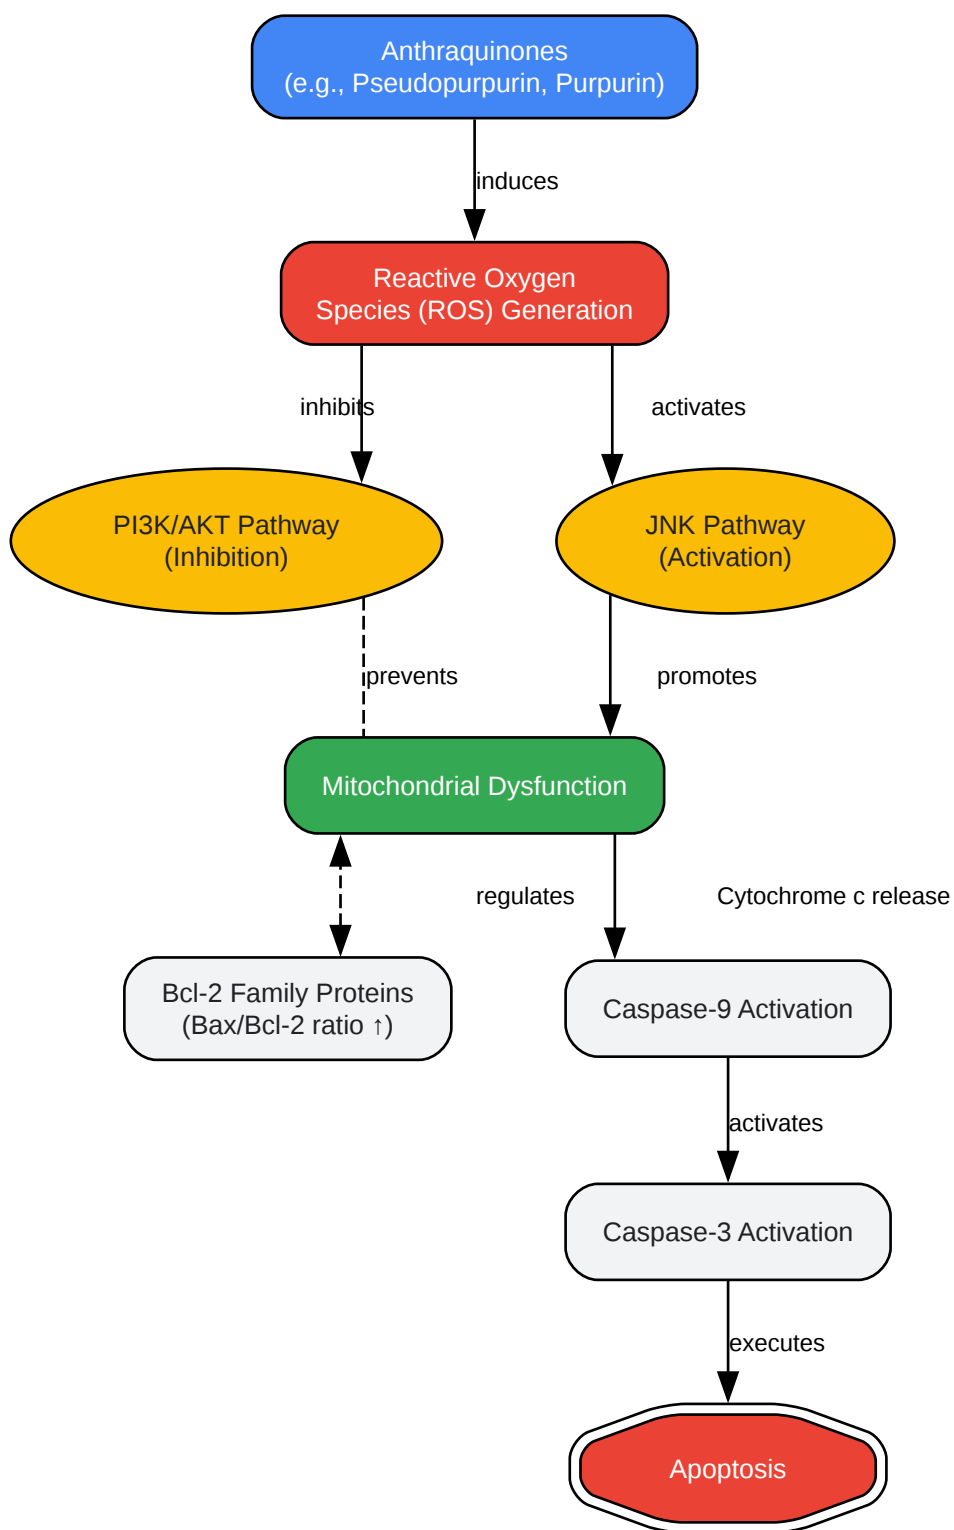 Anthraquinones
(e.g., Pseudopurpurin, Purpurin)
induces
Reactive Oxygen
Species (ROS) Generation
inhibits
activates
PI3K/AKT Pathway
(Inhibition)
JNK Pathway
(Activation)
prevents
promotes
Mitochondrial Dysfunction
regulates
Cytochrome c release
Bcl-2 Family Proteins
(Bax/Bcl-2 ratio ↑)
Caspase-9 Activation
activates
Caspase-3 Activation
executes
Apoptosis